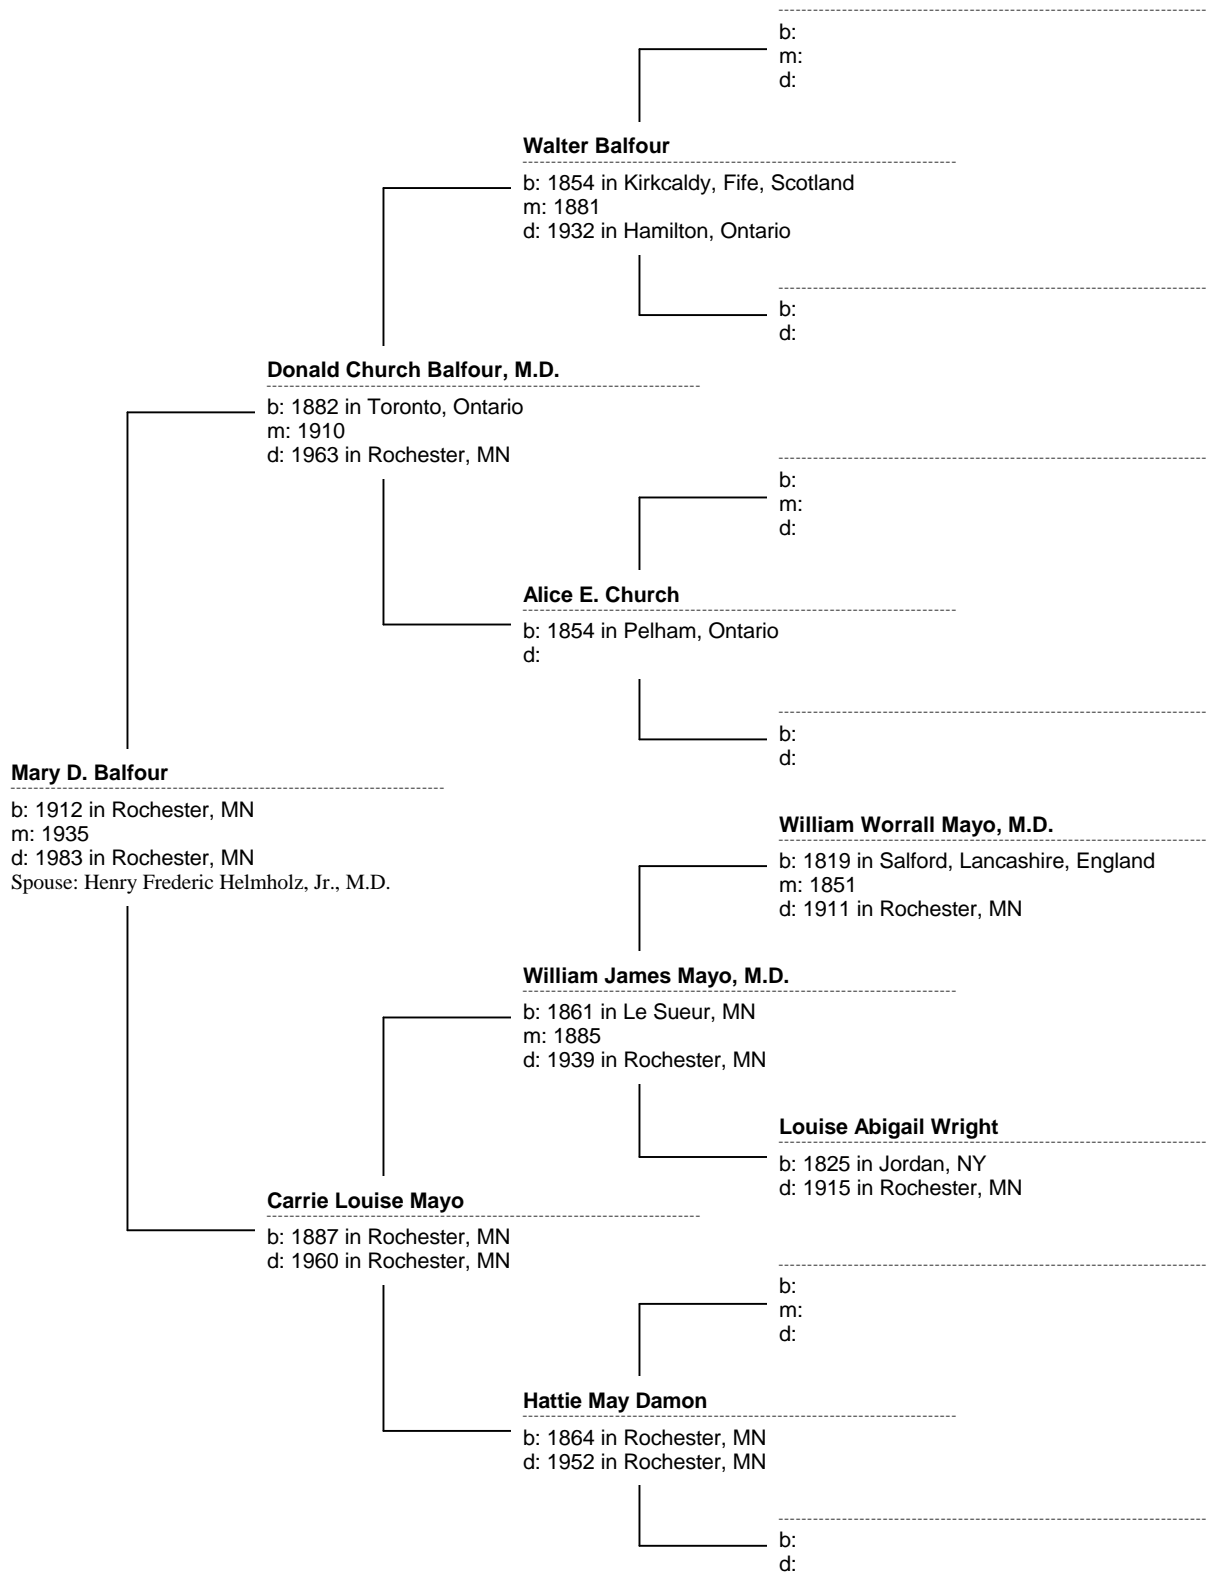 b:
m:
d:
Walter Balfour
b: 1854 in Kirkcaldy, Fife, Scotland
m: 1881
d: 1932 in Hamilton, Ontario
b:
d:
Donald Church Balfour, M.D.
b: 1882 in Toronto, Ontario
m: 1910
d: 1963 in Rochester, MN
b:
m:
d:
Alice E. Church
b: 1854 in Pelham, Ontario
d:
b:
d:
Mary D. Balfour
b: 1912 in Rochester, MN
m: 1935
d: 1983 in Rochester, MN
Spouse: Henry Frederic Helmholz, Jr., M.D.
William Worrall Mayo, M.D.
b: 1819 in Salford, Lancashire, England
m: 1851
d: 1911 in Rochester, MN
William James Mayo, M.D.
b: 1861 in Le Sueur, MN
m: 1885
d: 1939 in Rochester, MN
Louise Abigail Wright
b: 1825 in Jordan, NY
d: 1915 in Rochester, MN
Carrie Louise Mayo
b: 1887 in Rochester, MN
d: 1960 in Rochester, MN
b:
m:
d:
Hattie May Damon
b: 1864 in Rochester, MN
d: 1952 in Rochester, MN
b:
d: